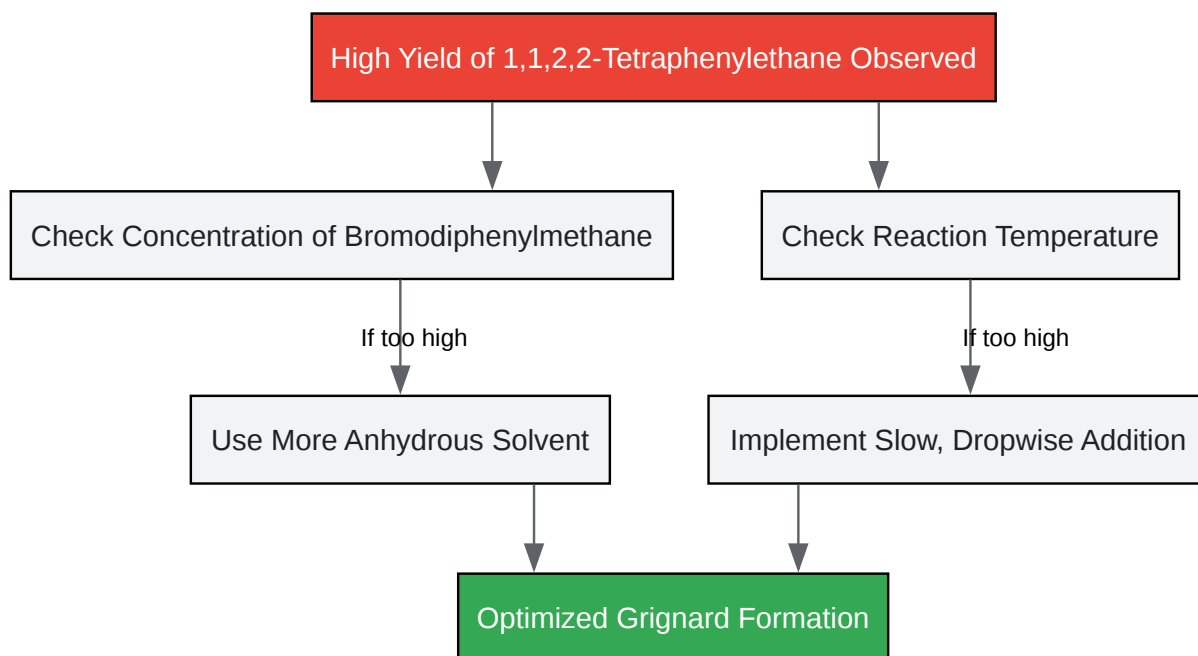 High Yield of 1,1,2,2-Tetraphenylethane Observed
Check Concentration of Bromodiphenylmethane
Check Reaction Temperature
If too high
If too high
Use More Anhydrous Solvent
Implement Slow, Dropwise Addition
Optimized Grignard Formation